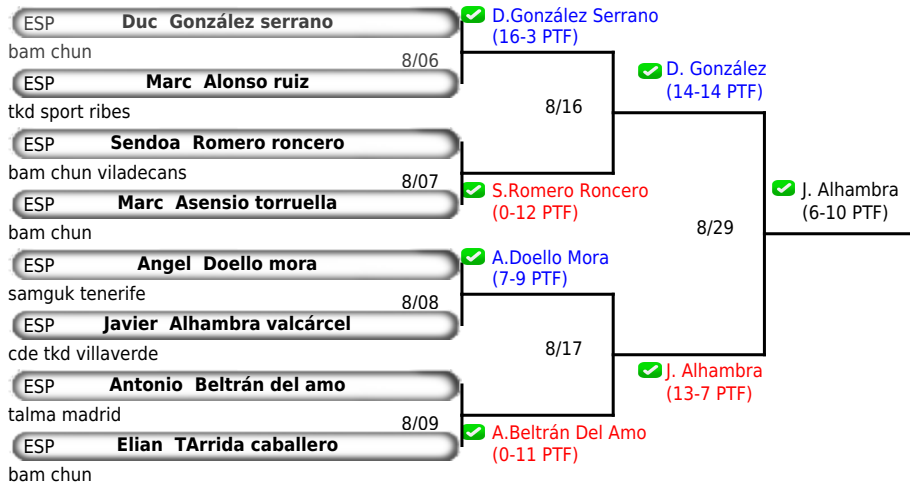 ESP Duc González serrano
bam chun
8/06
ESP Marc Alonso ruiz
tkd sport ribes
ESP Sendoa Romero roncero
bam chun viladecans
8/07
ESP Marc Asensio torruella
bam chun
ESP Angel Doello mora
samguk tenerife
8/08
ESP Javier Alhambra valcárcel
cde tkd villaverde
ESP Antonio Beltrán del amo
talma madrid
8/09
ESP Elian TArrida caballero
bam chun
D.González Serrano
(16-3 PTF)
8/16
S.Romero Roncero
(0-12 PTF)
A.Doello Mora
(7-9 PTF)
8/17
A.Beltrán Del Amo
(0-11 PTF)
D. González
(14-14 PTF)
8/29
J. Alhambra
(13-7 PTF)
J. Alhambra
(6-10 PTF)